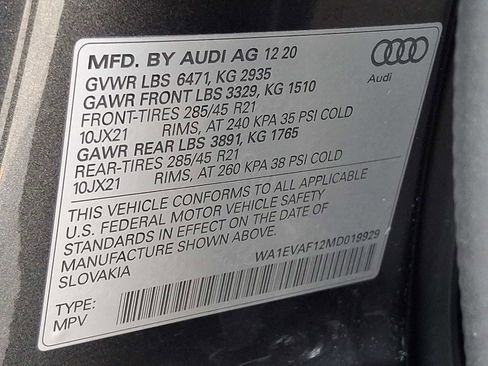 MFD. BY AUDI AG 12 20
GVWR LBS 6471, KG 2935
GAWR FRONT LBS 3329, KG 1510
FRONT-TIRES 285/45 R21
10JX21 RIMS, AT 240 KPA 35 PSI COLD
GAWR REAR LBS 3891, KG 1765
REAR-TIRES 285/45 R21
10JX21 RIMS, AT 260 KPA 38 PSI COLD
Audi
THIS VEHICLE CONFORMS TO ALL APPLICABLE
U.S. FEDERAL MOTOR VEHICLE SAFETY
STANDARDS IN EFFECT ON THE DATE OF
MANUFACTURE SHOWN ABOVE.
SLOVAKIA
WA1EVAF12MD019929
TYPE:
MPV